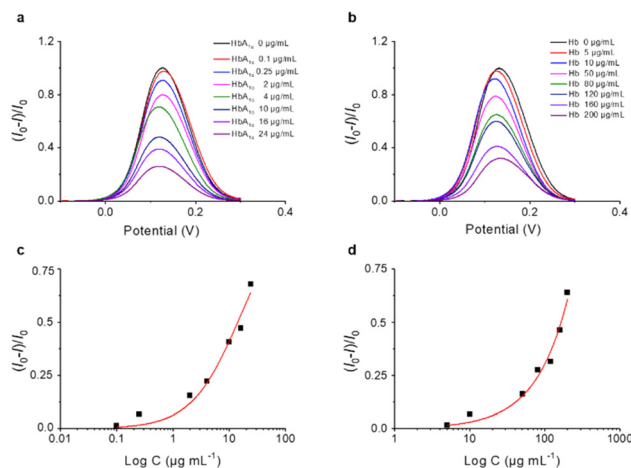 a
(I₀-I)/I₀
1.2
0.8
0.4
0.0
0.0
0.2
0.4
Potential (V)
HbA₁c 0 µg/mL
HbA₁c 0.1 µg/mL
HbA₁c 0.25 µg/mL
HbA₁c 2 µg/mL
HbA₁c 4 µg/mL
HbA₁c 10 µg/mL
HbA₁c 16 µg/mL
HbA₁c 24 µg/mL
b
(I₀-I)/I₀
1.2
0.8
0.4
0.0
0.0
0.2
0.4
Potential (V)
Hb 0 µg/mL
Hb 5 µg/mL
Hb 10 µg/mL
Hb 50 µg/mL
Hb 80 µg/mL
Hb 120 µg/mL
Hb 160 µg/mL
Hb 200 µg/mL
c
(I₀-I)/I₀
0.75
0.5
0.25
0.00
0.01
0.1
1
10
100
Log C (µg mL⁻¹)
d
(I₀-I)/I₀
0.75
0.5
0.25
0.00
1
10
100
1000
Log C (µg mL⁻¹)